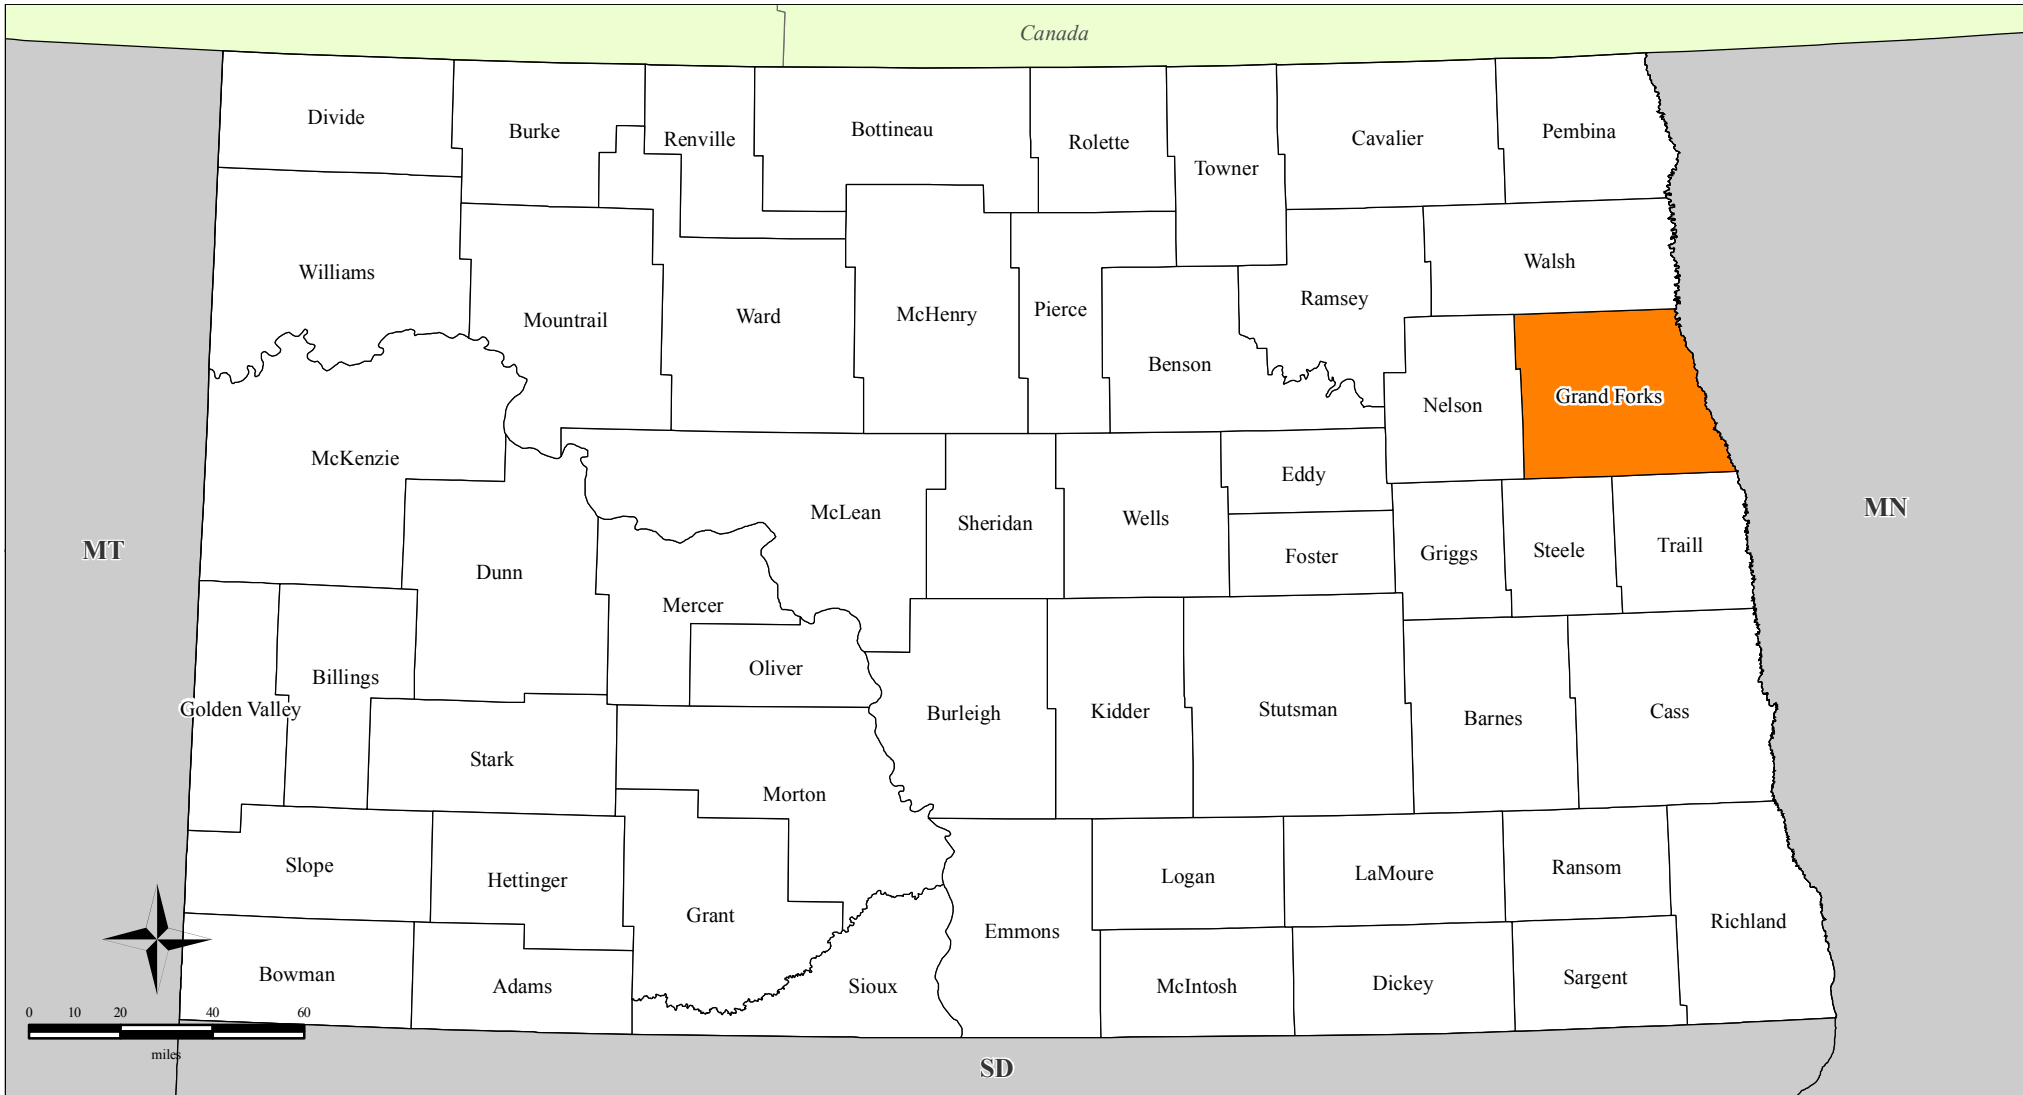 Canada
Divide
Burke
Renville
Bottineau
Rolette
Towner
Cavalier
Pembina
Williams
Mountrail
Ward
McHenry
Pierce
Benson
Ramsey
Walsh
Nelson
Grand Forks
McKenzie
Dunn
McLean
Sheridan
Wells
Eddy
Foster
Griggs
Steele
Traill
MT
MN
Mercer
Oliver
Golden Valley
Billings
Stark
Morton
Burleigh
Kidder
Stutsman
Barnes
Cass
Slope
Hettinger
Grant
Emmons
Logan
LaMoure
Ransom
Richland
Bowman
Adams
Sioux
McIntosh
Dickey
Sargent
0 10 20 40 60
miles
SD